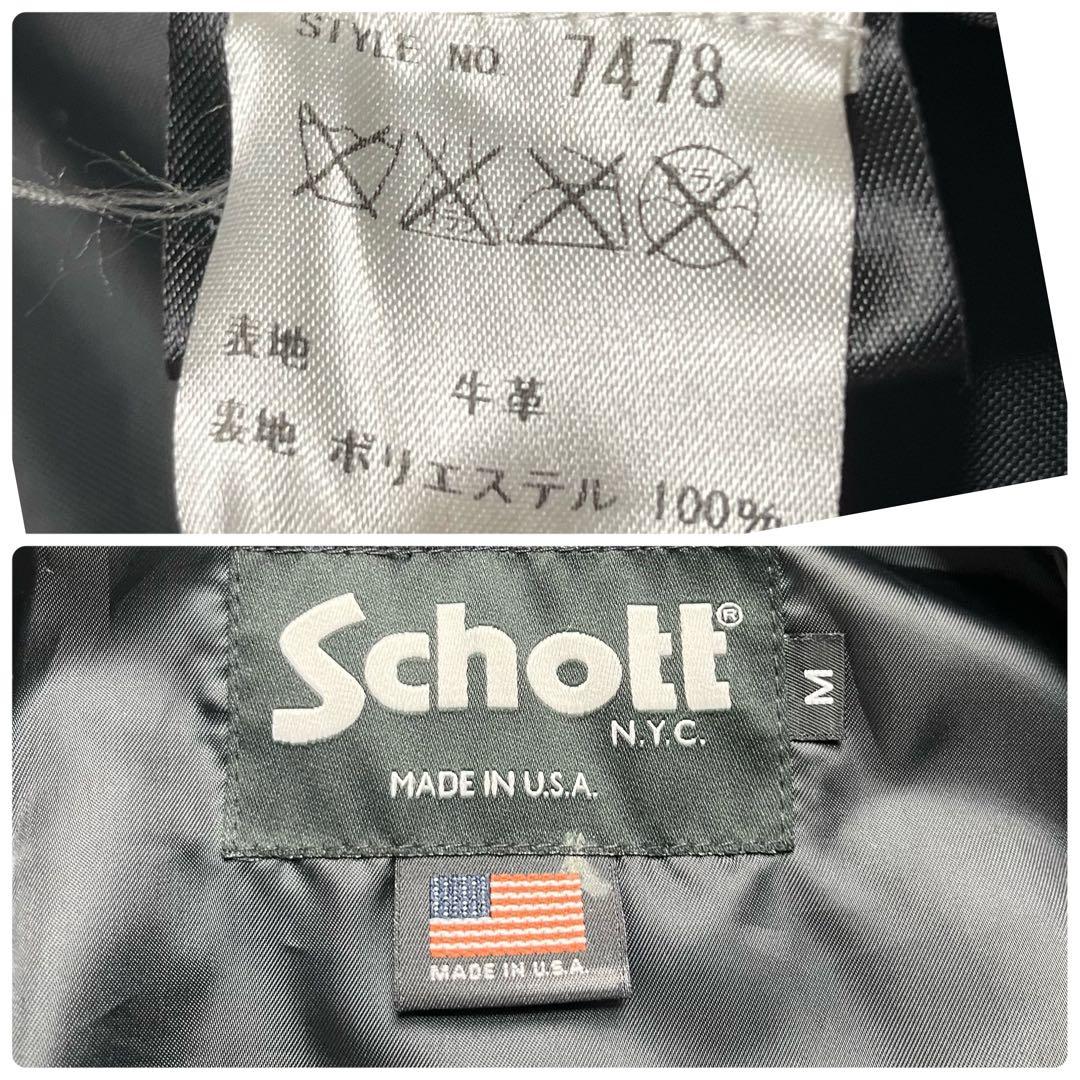 STYLE NO 7478
表地 牛革
表地 ポリエステル 100%
Schott®
N.Y.C.
M
MADE IN U.S.A.
MADE IN U.S.A.